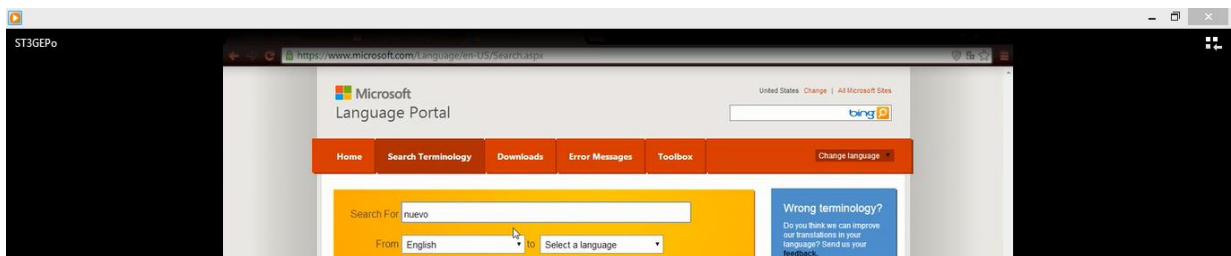 ST3GEPo
https://www.microsoft.com/Language/en-US/Search.aspx
Microsoft
Language Portal
United States Change | All Microsoft Sites
bing
Home Search Terminology Downloads Error Messages Toolbox Change language
Search For nuevo
From English to Select a language
Wrong terminology?
Do you think we can improve
our translations in your
language? Send us your
feedback.